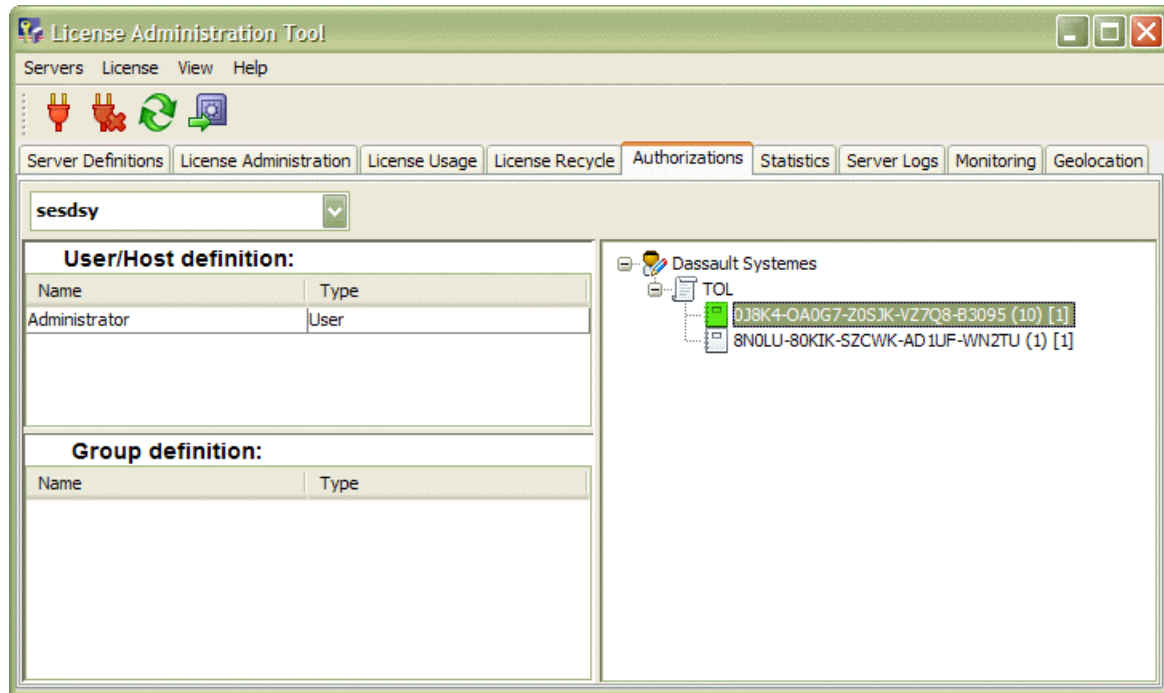 License Administration Tool
Servers License View Help
Server Definitions License Administration License Usage License Recycle Authorizations Statistics Server Logs Monitoring Geolocation
sesdsy
User/Host definition:
Name Type
Administrator User
Group definition:
Name Type
Dassault Systemes
TOL
0J8K4-OA0G7-Z0SJK-VZ7Q8-B3095 (10) [1]
8N0LU-80KIK-SZCWK-AD1UF-WN2TU (1) [1]